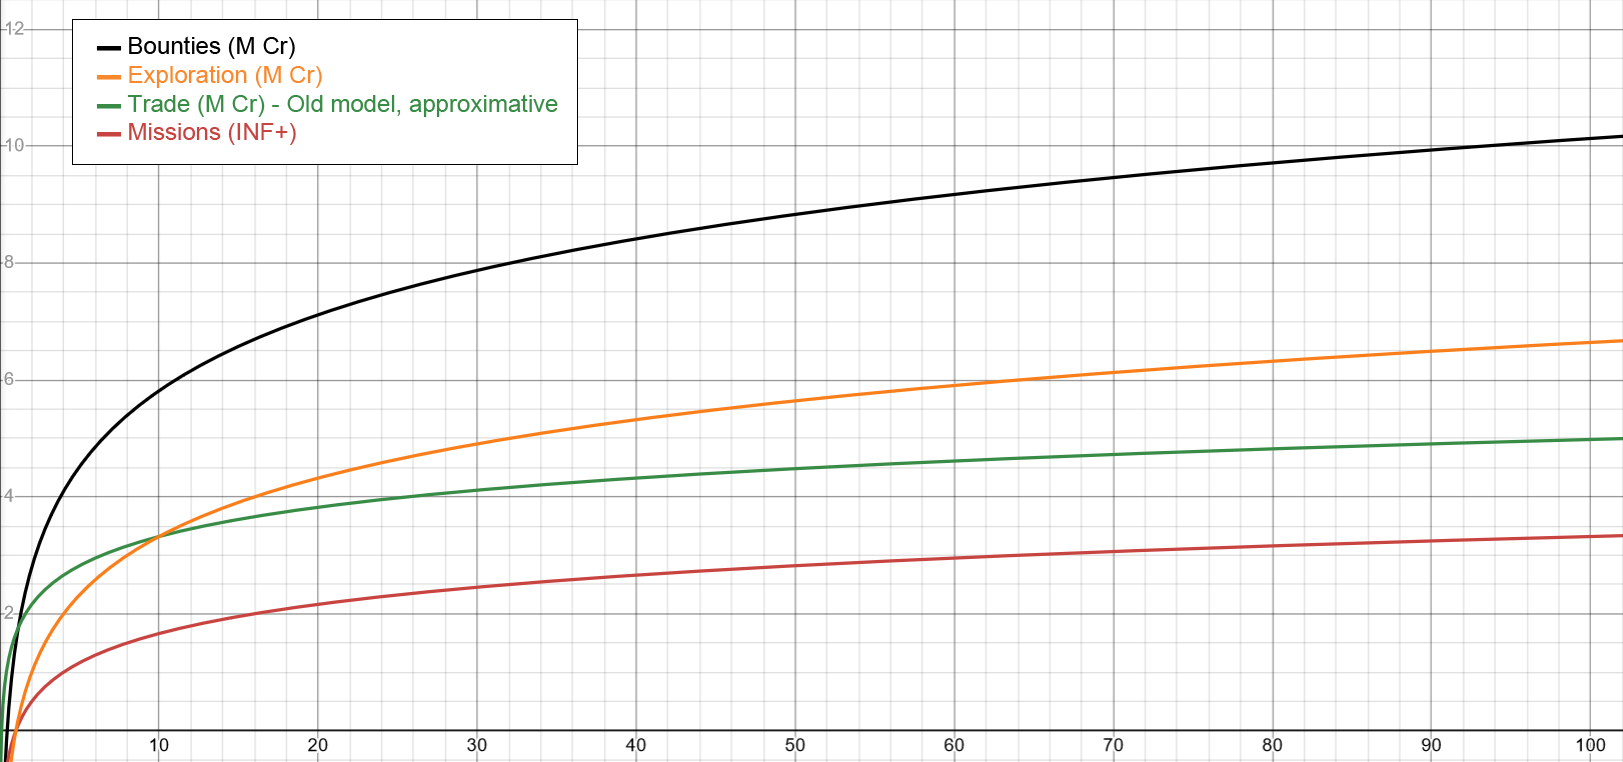 12
Bounties (M Cr)
Exploration (M Cr)
Trade (M Cr) - Old model, approximative
Missions (INF+)
10
8
6
4
2
10 20 30 40 50 60 70 80 90 100